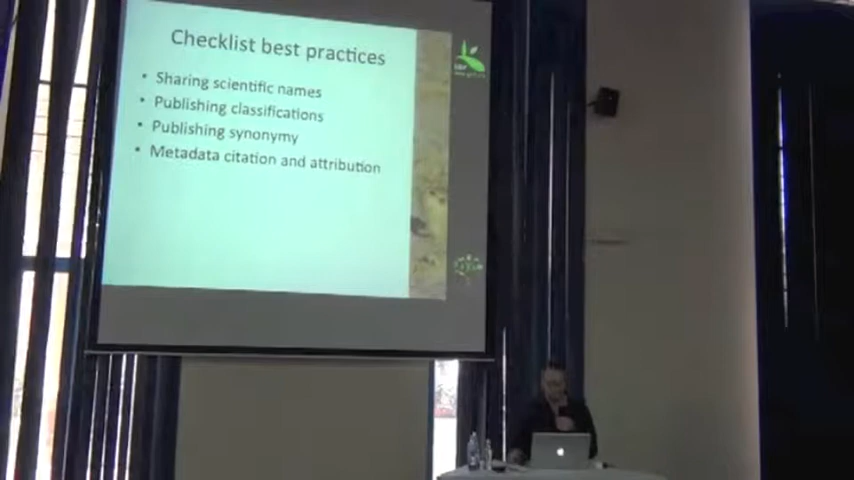 Checklist best practices
• Sharing scientific names
• Publishing classifications
• Publishing synonymy
• Metadata citation and attribution